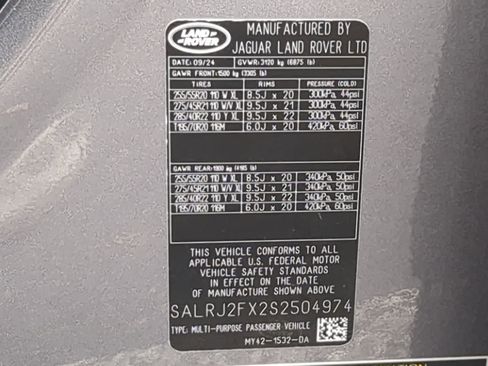 LAND ROVER
MANUFACTURED BY
JAGUAR LAND ROVER LTD
DATE: 09/24 GVWR: 3120 kg (6875 lb)
GAWR FRONT: 1500 kg (3305 lb)
TIRES RIMS PRESSURE (COLD)
255/55R20 110 W XL 8.5J x 20 300kPa, 44psi
275/45R21 110 W/V XL 9.5J x 21 300kPa, 44psi
285/40R22 110 Y XL 9.5J x 22 300kPa, 44psi
T195/70R20 116M 6.0J x 20 420kPa, 60psi
GAWR REAR: 1900 kg (4185 lb)
255/55R20 110 W XL 8.5J x 20 340kPa, 50psi
275/45R21 110 W/V XL 9.5J x 21 340kPa, 50psi
285/40R22 110 Y XL 9.5J x 22 340kPa, 50psi
T195/70R20 116M 6.0J x 20 420kPa, 60psi
THIS VEHICLE CONFORMS TO ALL
APPLICABLE U.S. FEDERAL MOTOR
VEHICLE SAFETY STANDARDS
IN EFFECT ON THE DATE
OF MANUFACTURE SHOWN ABOVE
SALRJ2FX2S2504974
TYPE: MULTI-PURPOSE PASSENGER VEHICLE
MY42-1532-DA